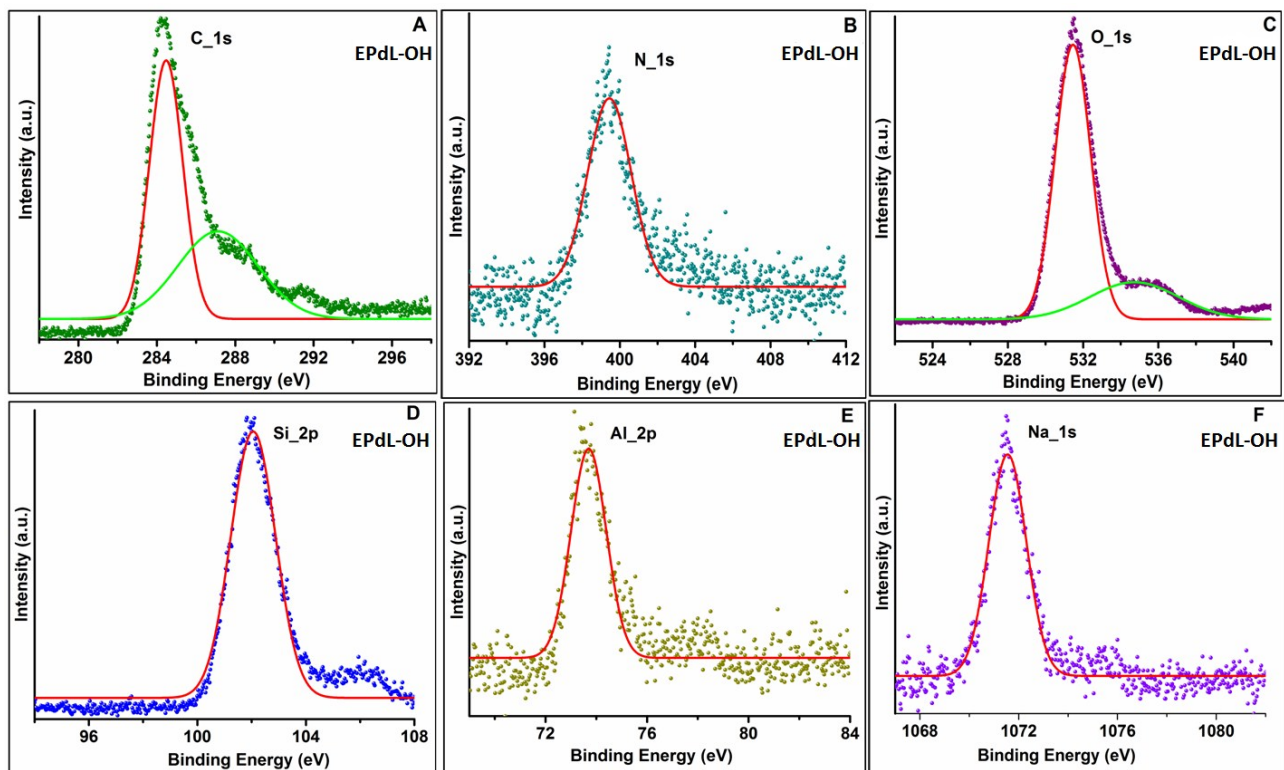 A
C_1s
EPdL-OH
Intensity (a.u.)
280 284 288 292 296
Binding Energy (eV)
B
N_1s
EPdL-OH
Intensity (a.u.)
392 396 400 404 408 412
Binding Energy (eV)
C
O_1s
EPdL-OH
Intensity (a.u.)
524 528 532 536 540
Binding Energy (eV)
D
Si_2p
EPdL-OH
Intensity (a.u.)
96 100 104 108
Binding Energy (eV)
E
Al_2p
EPdL-OH
Intensity (a.u.)
72 76 80 84
Binding Energy (eV)
F
Na_1s
EPdL-OH
Intensity (a.u.)
1068 1072 1076 1080
Binding Energy (eV)